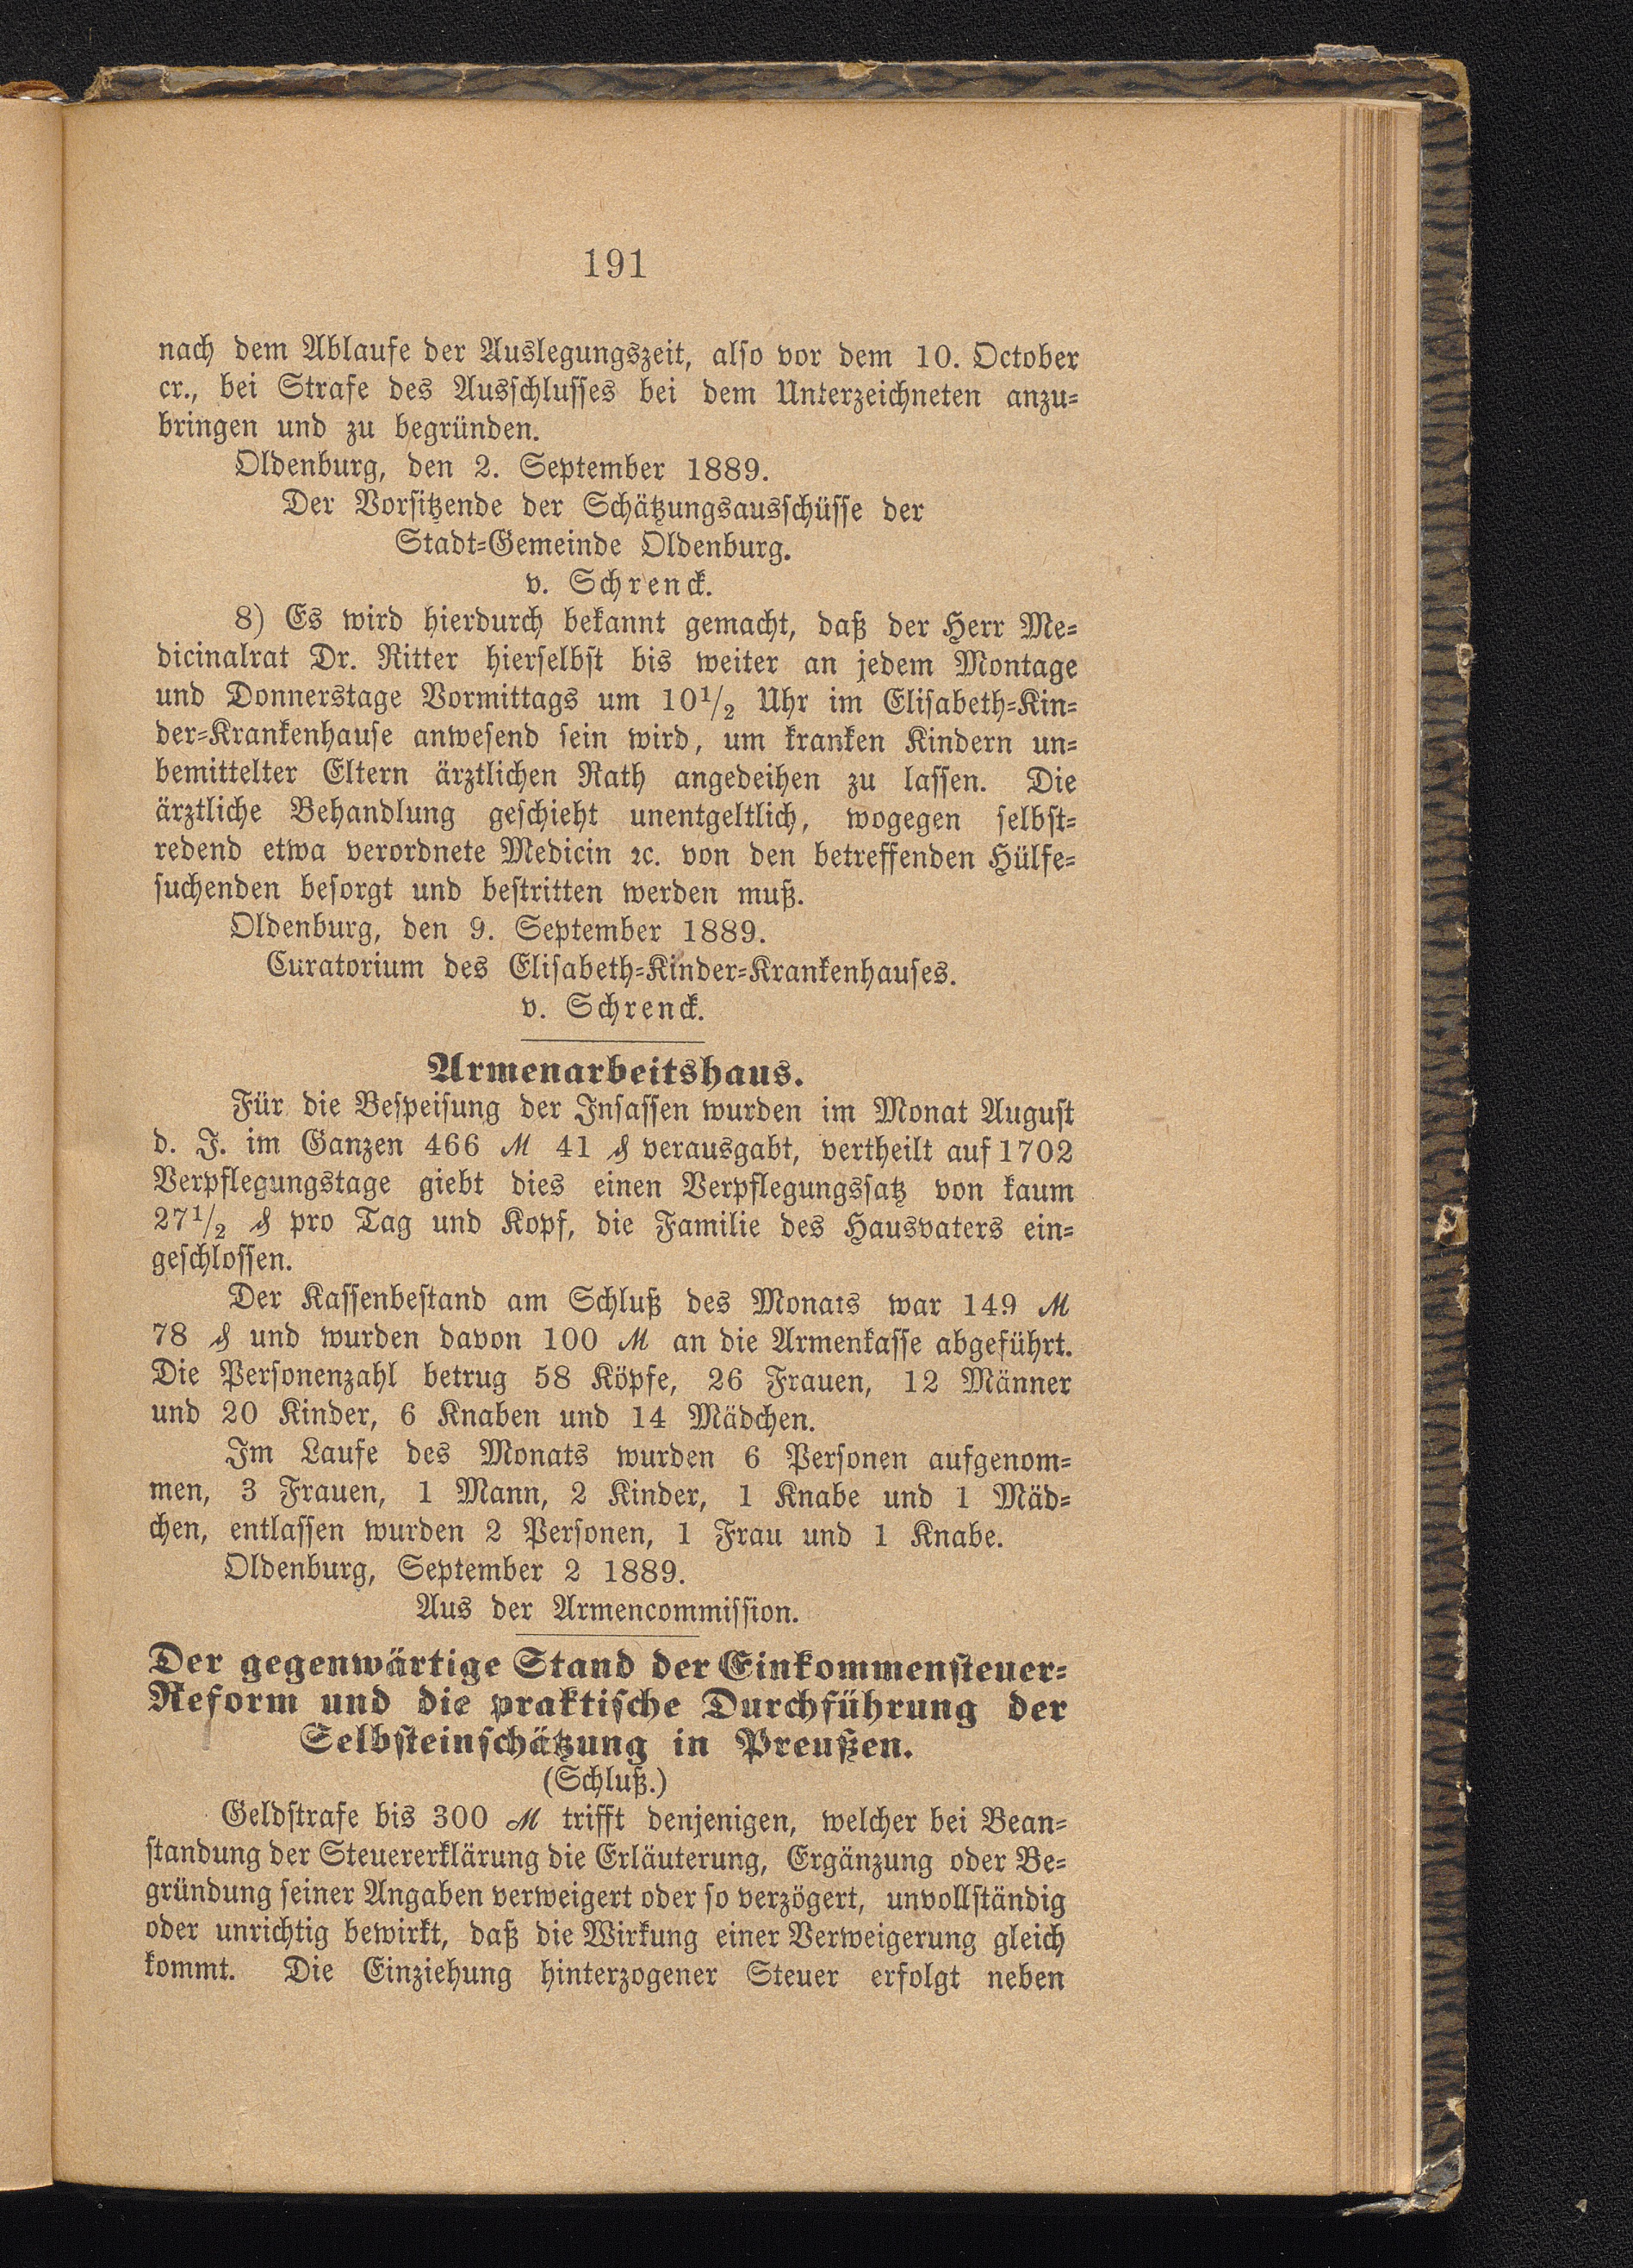 191
nach dem Ablaufe der Auslegungszeit, also vor dem 10. October
cr., bei Strafe des Ausschlusses bei dem Unterzeichneten anzu-
bringen und zu begründen.
Oldenburg, den 2. September 1889.
Der Vorsitzende der Schätzungsausschüsse der
Stadt-Gemeinde Oldenburg.
v. Schrenck.
8) Es wird hierdurch bekannt gemacht, daß der Herr Me-
dicinalrat Dr. Ritter hierselbst bis weiter an jedem Montage
und Donnerstage Vormittags um 10½ Uhr im Elisabeth-Kin-
der-Krankenhause anwesend sein wird, um kranken Kindern un-
bemittelter Eltern ärztlichen Rath angedeihen zu lassen. Die
ärztliche Behandlung geschieht unentgeltlich, wogegen selbst-
redend etwa verordnete Medicin ꝛc. von den betreffenden Hülfe-
suchenden besorgt und bestritten werden muß.
Oldenburg, den 9. September 1889.
Curatorium des Elisabeth-Kinder-Krankenhauses.
v. Schrenck.
Armenarbeitshaus.
Für die Bespeisung der Insassen wurden im Monat August
d. J. im Ganzen 466 ℳ 41 ₰ verausgabt, vertheilt auf 1702
Verpflegungstage giebt dies einen Verpflegungssatz von kaum
27½ ₰ pro Tag und Kopf, die Familie des Hausvaters ein-
geschlossen.
Der Kassenbestand am Schluß des Monats war 149 ℳ
78 ₰ und wurden davon 100 ℳ an die Armenkasse abgeführt.
Die Personenzahl betrug 58 Köpfe, 26 Frauen, 12 Männer
und 20 Kinder, 6 Knaben und 14 Mädchen.
Im Laufe des Monats wurden 6 Personen aufgenom-
men, 3 Frauen, 1 Mann, 2 Kinder, 1 Knabe und 1 Mäd-
chen, entlassen wurden 2 Personen, 1 Frau und 1 Knabe.
Oldenburg, September 2 1889.
Aus der Armencommission.
Der gegenwärtige Stand der Einkommensteuer-
Reform und die praktische Durchführung der
Selbsteinschätzung in Preußen.
(Schluß.)
Geldstrafe bis 300 ℳ trifft denjenigen, welcher bei Bean-
standung der Steuererklärung die Erläuterung, Ergänzung oder Be-
gründung seiner Angaben verweigert oder so verzögert, unvollständig
oder unrichtig bewirkt, daß die Wirkung einer Verweigerung gleich
kommt. Die Einziehung hinterzogener Steuer erfolgt neben